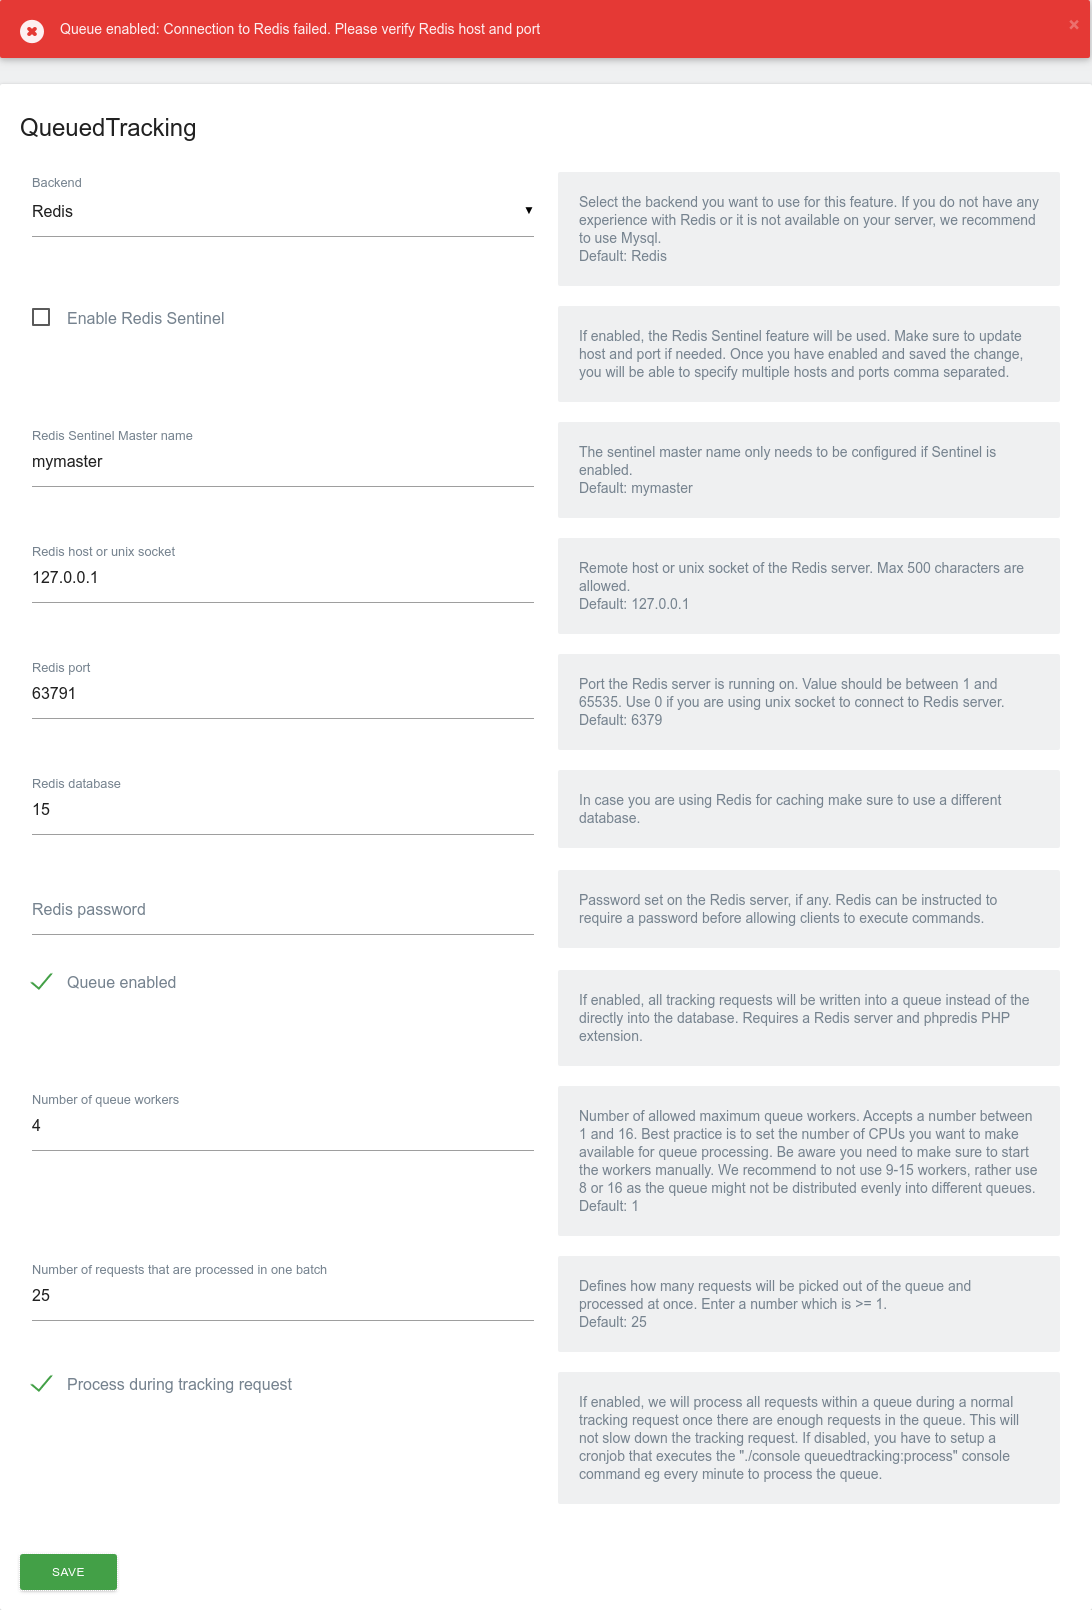 Queue enabled: Connection to Redis failed. Please verify Redis host and port
×
QueuedTracking
Backend
Redis
Select the backend you want to use for this feature. If you do not have any
experience with Redis or it is not available on your server, we recommend
to use Mysql.
Default: Redis
Enable Redis Sentinel
If enabled, the Redis Sentinel feature will be used. Make sure to update
host and port if needed. Once you have enabled and saved the change,
you will be able to specify multiple hosts and ports comma separated.
Redis Sentinel Master name
mymaster
The sentinel master name only needs to be configured if Sentinel is
enabled.
Default: mymaster
Redis host or unix socket
127.0.0.1
Remote host or unix socket of the Redis server. Max 500 characters are
allowed.
Default: 127.0.0.1
Redis port
63791
Port the Redis server is running on. Value should be between 1 and
65535. Use 0 if you are using unix socket to connect to Redis server.
Default: 6379
Redis database
15
In case you are using Redis for caching make sure to use a different
database.
Redis password
Password set on the Redis server, if any. Redis can be instructed to
require a password before allowing clients to execute commands.
Queue enabled
If enabled, all tracking requests will be written into a queue instead of the
directly into the database. Requires a Redis server and phpredis PHP
extension.
Number of queue workers
4
Number of allowed maximum queue workers. Accepts a number between
1 and 16. Best practice is to set the number of CPUs you want to make
available for queue processing. Be aware you need to make sure to start
the workers manually. We recommend to not use 9-15 workers, rather use
8 or 16 as the queue might not be distributed evenly into different queues.
Default: 1
Number of requests that are processed in one batch
25
Defines how many requests will be picked out of the queue and
processed at once. Enter a number which is >= 1.
Default: 25
Process during tracking request
If enabled, we will process all requests within a queue during a normal
tracking request once there are enough requests in the queue. This will
not slow down the tracking request. If disabled, you have to setup a
cronjob that executes the "./console queuedtracking:process" console
command eg every minute to process the queue.
SAVE